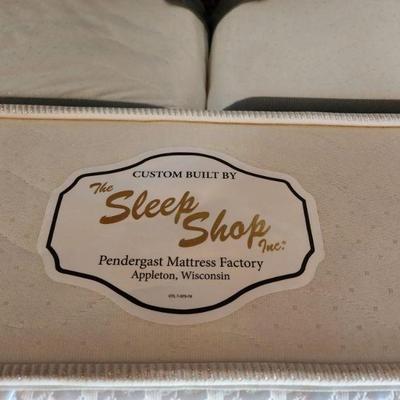 CUSTOM BUILT BY
The
Sleep Shop
Inc.
Pendergast Mattress Factory
Appleton, Wisconsin